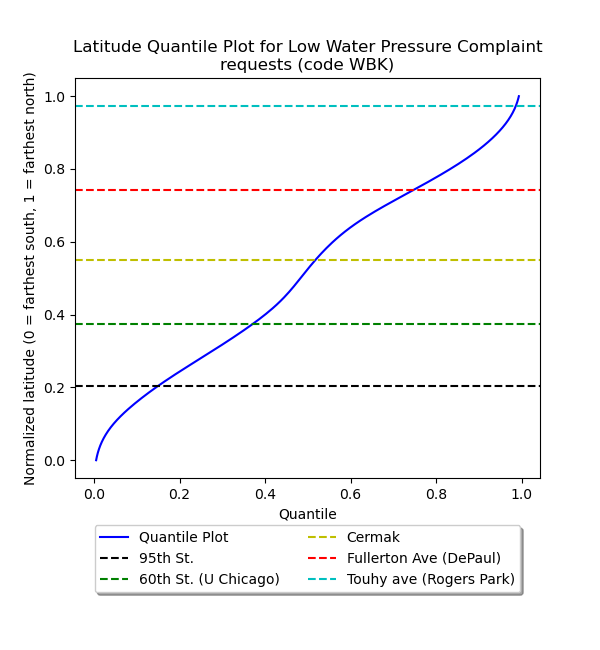 Latitude Quantile Plot for Low Water Pressure Complaint
requests (code WBK)
Normalized latitude (0 = farthest south, 1 = farthest north)
1.0
0.8
0.6
0.4
0.2
0.0
0.0 0.2 0.4 0.6 0.8 1.0
Quantile
Quantile Plot
95th St.
60th St. (U Chicago)
Cermak
Fullerton Ave (DePaul)
Touhy ave (Rogers Park)